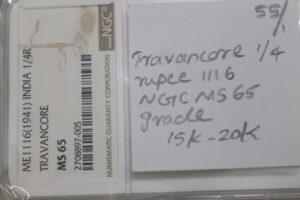 ME1116(1941) INDIA 1/4R
TRAVANCORE
MS 65
2708897-005
NGC
NUMISMATIC GUARANTY CORPORATION
55/
Travancore 1/4
rupee 1116
NGC MS 65
grade
15k-20k